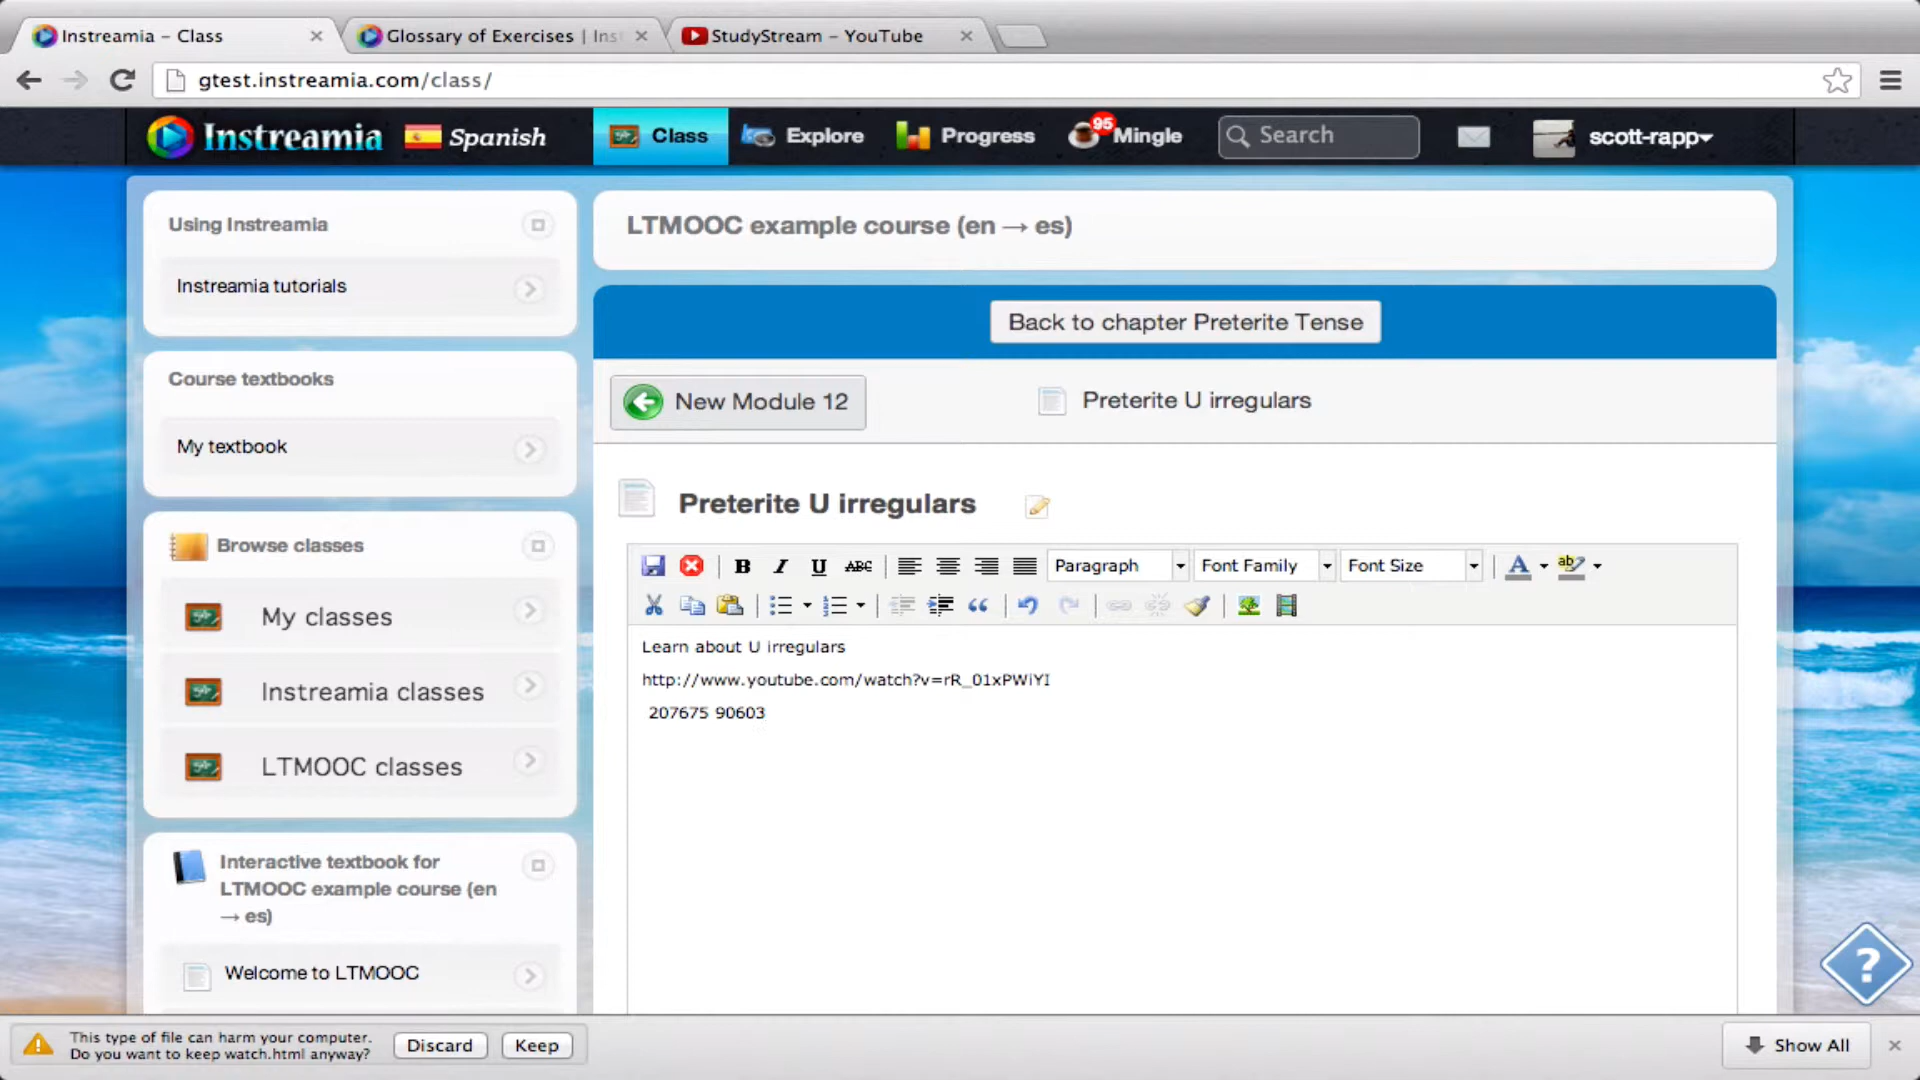 Instreamia – Class
Glossary of Exercises | Ins
StudyStream – YouTube
gtest.instreamia.com/class/
Instreamia Spanish Class Explore Progress 95 Mingle Search scott-rapp
Using Instreamia
Instreamia tutorials
Course textbooks
My textbook
Browse classes
My classes
Instreamia classes
LTMOOC classes
Interactive textbook for
LTMOOC example course (en
→ es)
Welcome to LTMOOC
LTMOOC example course (en → es)
Back to chapter Preterite Tense
New Module 12
Preterite U irregulars
Preterite U irregulars
B I U ABC Paragraph Font Family Font Size A ab
Learn about U irregulars
http://www.youtube.com/watch?v=rR_01xPWiYI
207675 90603
?
This type of file can harm your computer.
Do you want to keep watch.html anyway?
Discard
Keep
Show All